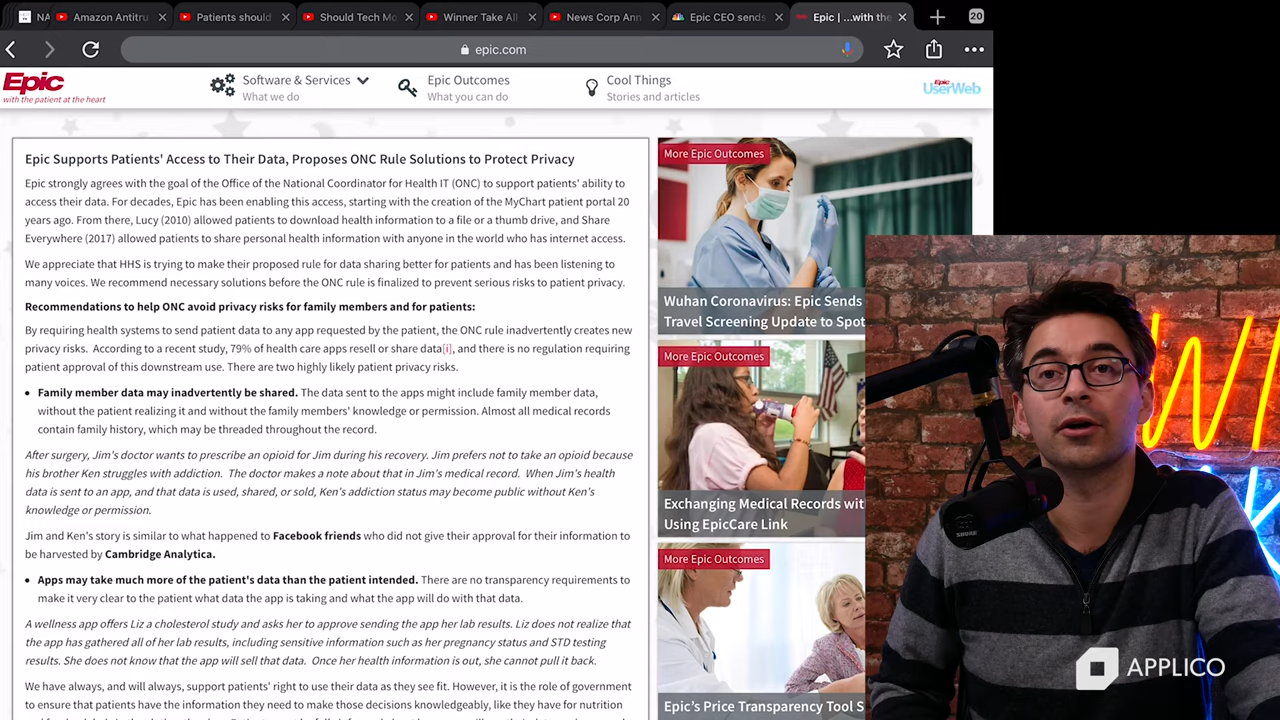 NA
Amazon Antitru
Patients should
Should Tech Mo
Winner Take All
News Corp Ann
Epic CEO sends
Epic | ...with the
20
epic.com
Epic
with the patient at the heart
Software & Services
What we do
Epic Outcomes
What you can do
Cool Things
Stories and articles
Epic
UserWeb
Epic Supports Patients' Access to Their Data, Proposes ONC Rule Solutions to Protect Privacy
Epic strongly agrees with the goal of the Office of the National Coordinator for Health IT (ONC) to support patients' ability to
access their data. For decades, Epic has been enabling this access, starting with the creation of the MyChart patient portal 20
years ago. From there, Lucy (2010) allowed patients to download health information to a file or a thumb drive, and Share
Everywhere (2017) allowed patients to share personal health information with anyone in the world who has internet access.
We appreciate that HHS is trying to make their proposed rule for data sharing better for patients and has been listening to
many voices. We recommend necessary solutions before the ONC rule is finalized to prevent serious risks to patient privacy.
Recommendations to help ONC avoid privacy risks for family members and for patients:
By requiring health systems to send patient data to any app requested by the patient, the ONC rule inadvertently creates new
privacy risks. According to a recent study, 79% of health care apps resell or share data[i], and there is no regulation requiring
patient approval of this downstream use. There are two highly likely patient privacy risks.
• Family member data may inadvertently be shared. The data sent to the apps might include family member data,
without the patient realizing it and without the family members' knowledge or permission. Almost all medical records
contain family history, which may be threaded throughout the record.
After surgery, Jim's doctor wants to prescribe an opioid for Jim during his recovery. Jim prefers not to take an opioid because
his brother Ken struggles with addiction. The doctor makes a note about that in Jim's medical record. When Jim's health
data is sent to an app, and that data is used, shared, or sold, Ken's addiction status may become public without Ken's
knowledge or permission.
Jim and Ken's story is similar to what happened to Facebook friends who did not give their approval for their information to
be harvested by Cambridge Analytica.
• Apps may take much more of the patient's data than the patient intended. There are no transparency requirements to
make it very clear to the patient what data the app is taking and what the app will do with that data.
A wellness app offers Liz a cholesterol study and asks her to approve sending the app her lab results. Liz does not realize that
the app has gathered all of her lab results, including sensitive information such as her pregnancy status and STD testing
results. She does not know that the app will sell that data. Once her health information is out, she cannot pull it back.
We have always, and will always, support patients' right to use their data as they see fit. However, it is the role of government
to ensure that patients have the information they need to make those decisions knowledgeably, like they have for nutrition
More Epic Outcomes
Wuhan Coronavirus: Epic Sends
Travel Screening Update to Spot
More Epic Outcomes
Exchanging Medical Records wit
Using EpicCare Link
More Epic Outcomes
Epic's Price Transparency Tool S
SHURE
WI
APPLICO